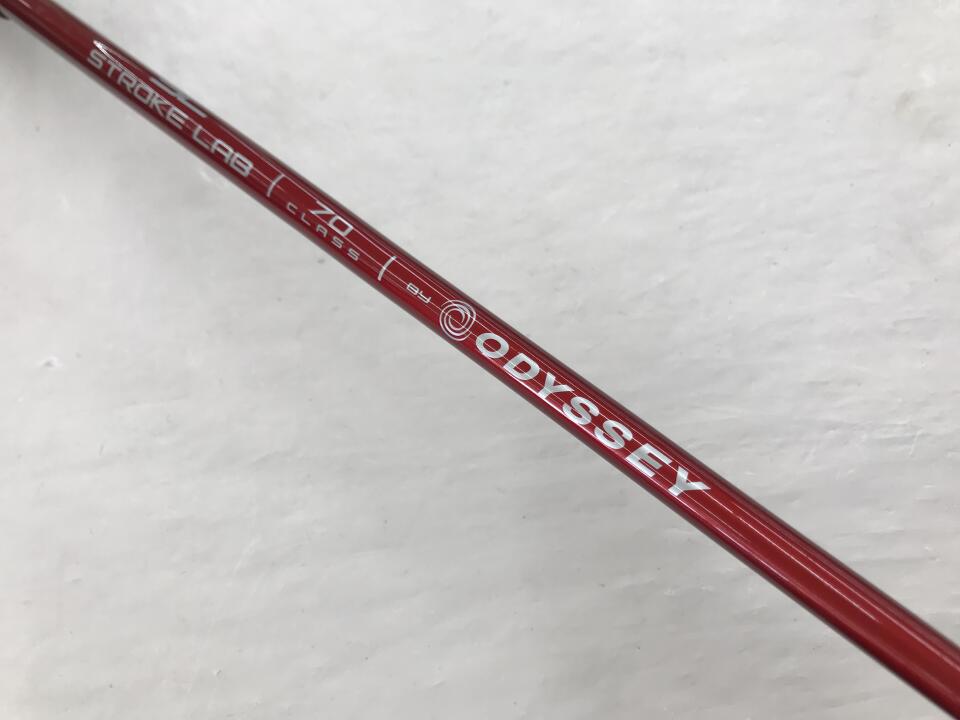 STROKE LAB
70
CLASS
BY
ODYSSEY